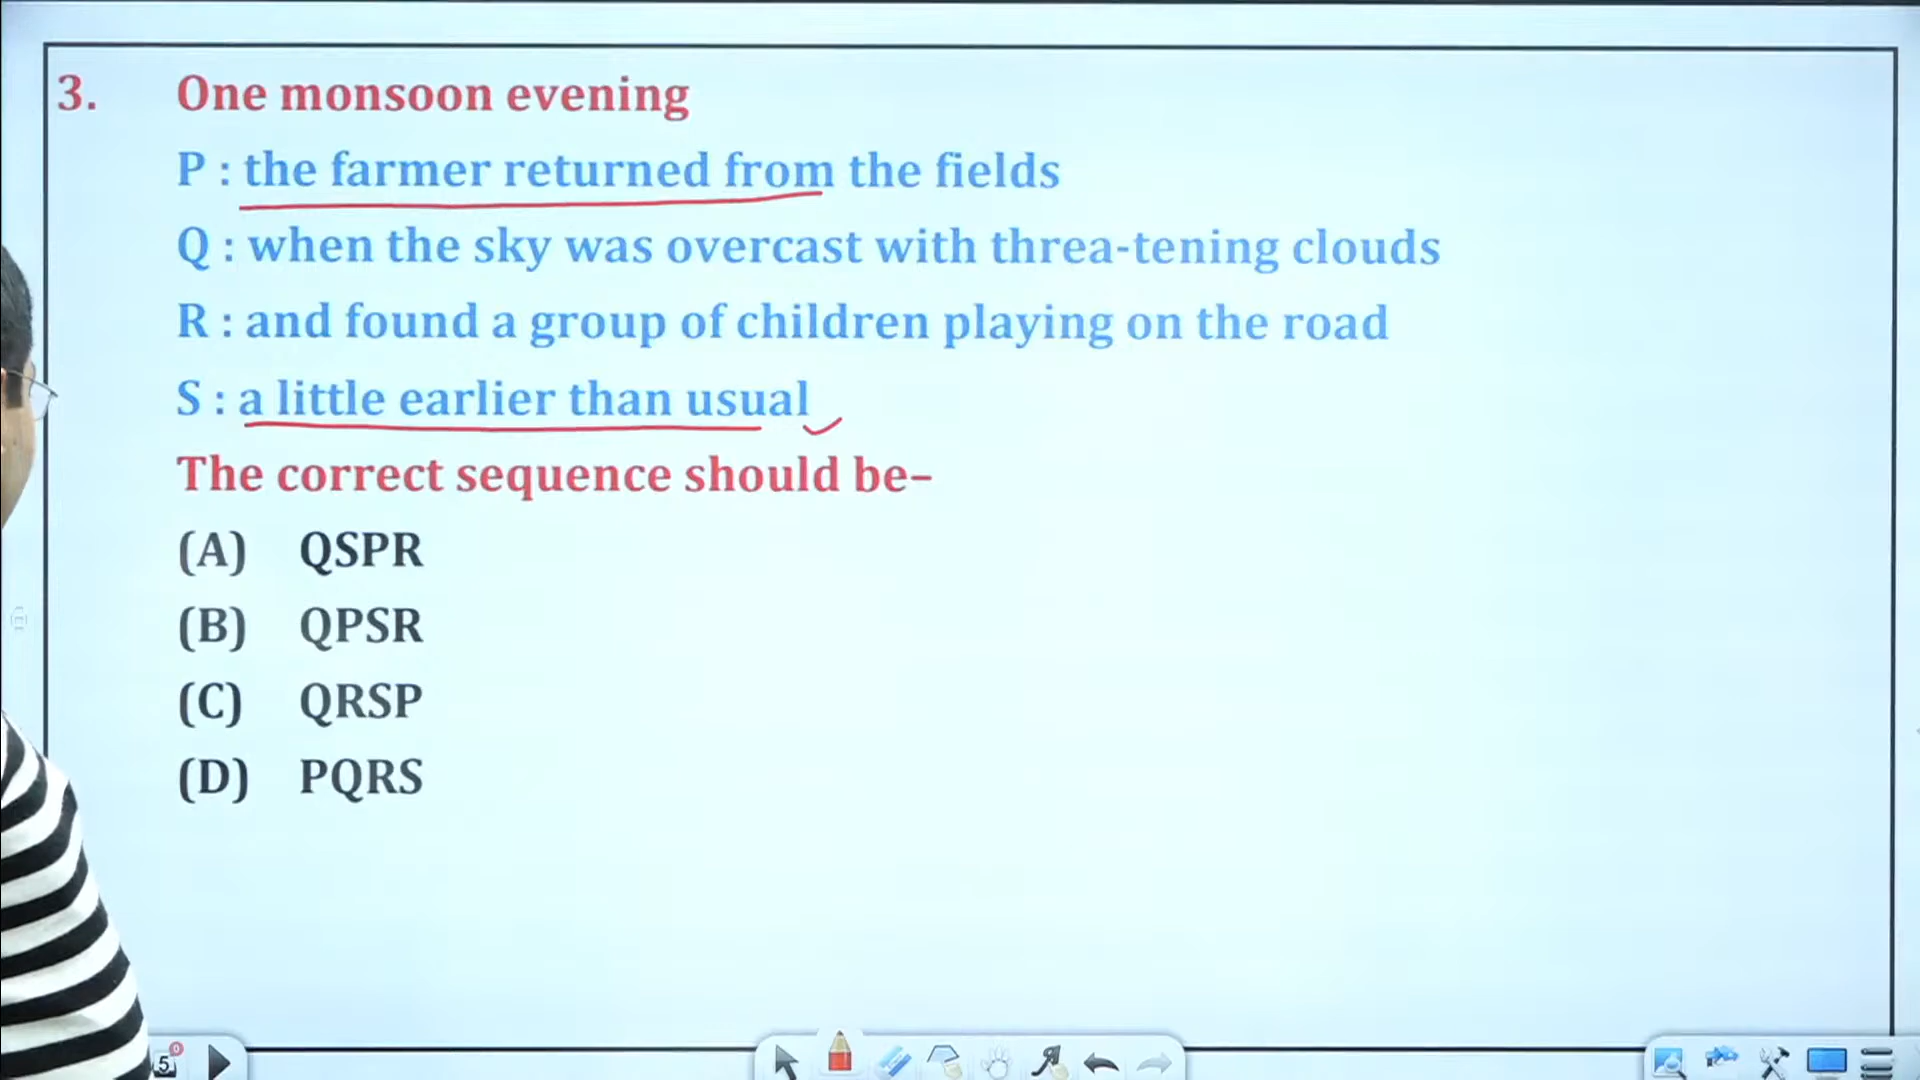 3. One monsoon evening
P : the farmer returned from the fields
Q : when the sky was overcast with threa-tening clouds
R : and found a group of children playing on the road
S : a little earlier than usual
The correct sequence should be–
(A) QSPR
(B) QPSR
(C) QRSP
(D) PQRS
5 0